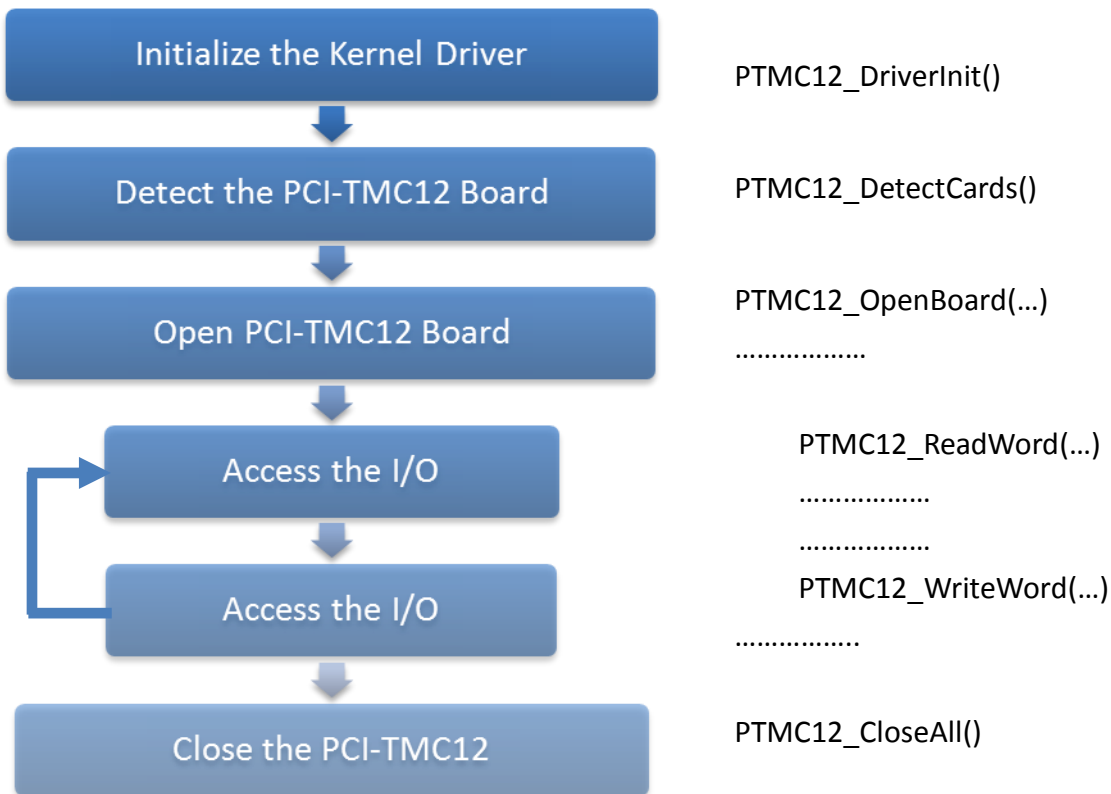 Initialize the Kernel Driver
PTMC12_DriverInit()
Detect the PCI-TMC12 Board
PTMC12_DetectCards()
Open PCI-TMC12 Board
PTMC12_OpenBoard(…)
………………
Access the I/O
PTMC12_ReadWord(…)
………………
………………
Access the I/O
PTMC12_WriteWord(…)
……………..
Close the PCI-TMC12
PTMC12_CloseAll()